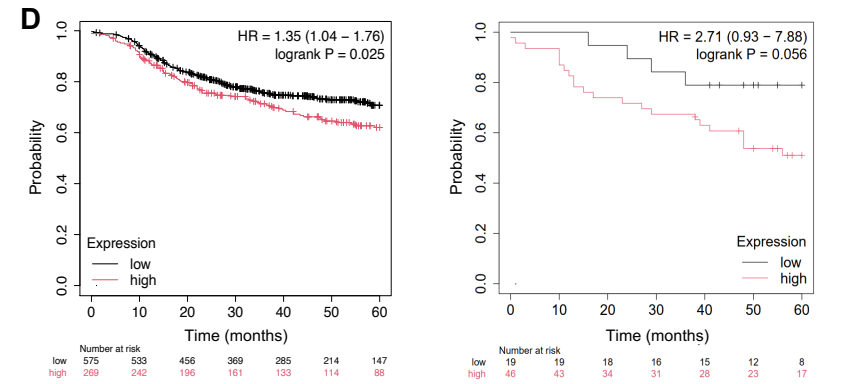 D
HR = 1.35 (1.04 − 1.76)
logrank P = 0.025
Probability
0.0 0.2 0.4 0.6 0.8 1.0
Expression
low
high
0 10 20 30 40 50 60
Time (months)
Number at risk
low 575 533 456 369 285 214 147
high 269 242 196 161 133 114 88
HR = 2.71 (0.93 − 7.88)
logrank P = 0.056
Probability
0.0 0.2 0.4 0.6 0.8 1.0
Expression
low
high
0 10 20 30 40 50 60
Time (months)
Number at risk
low 19 19 18 16 15 12 8
high 46 43 34 31 28 23 17